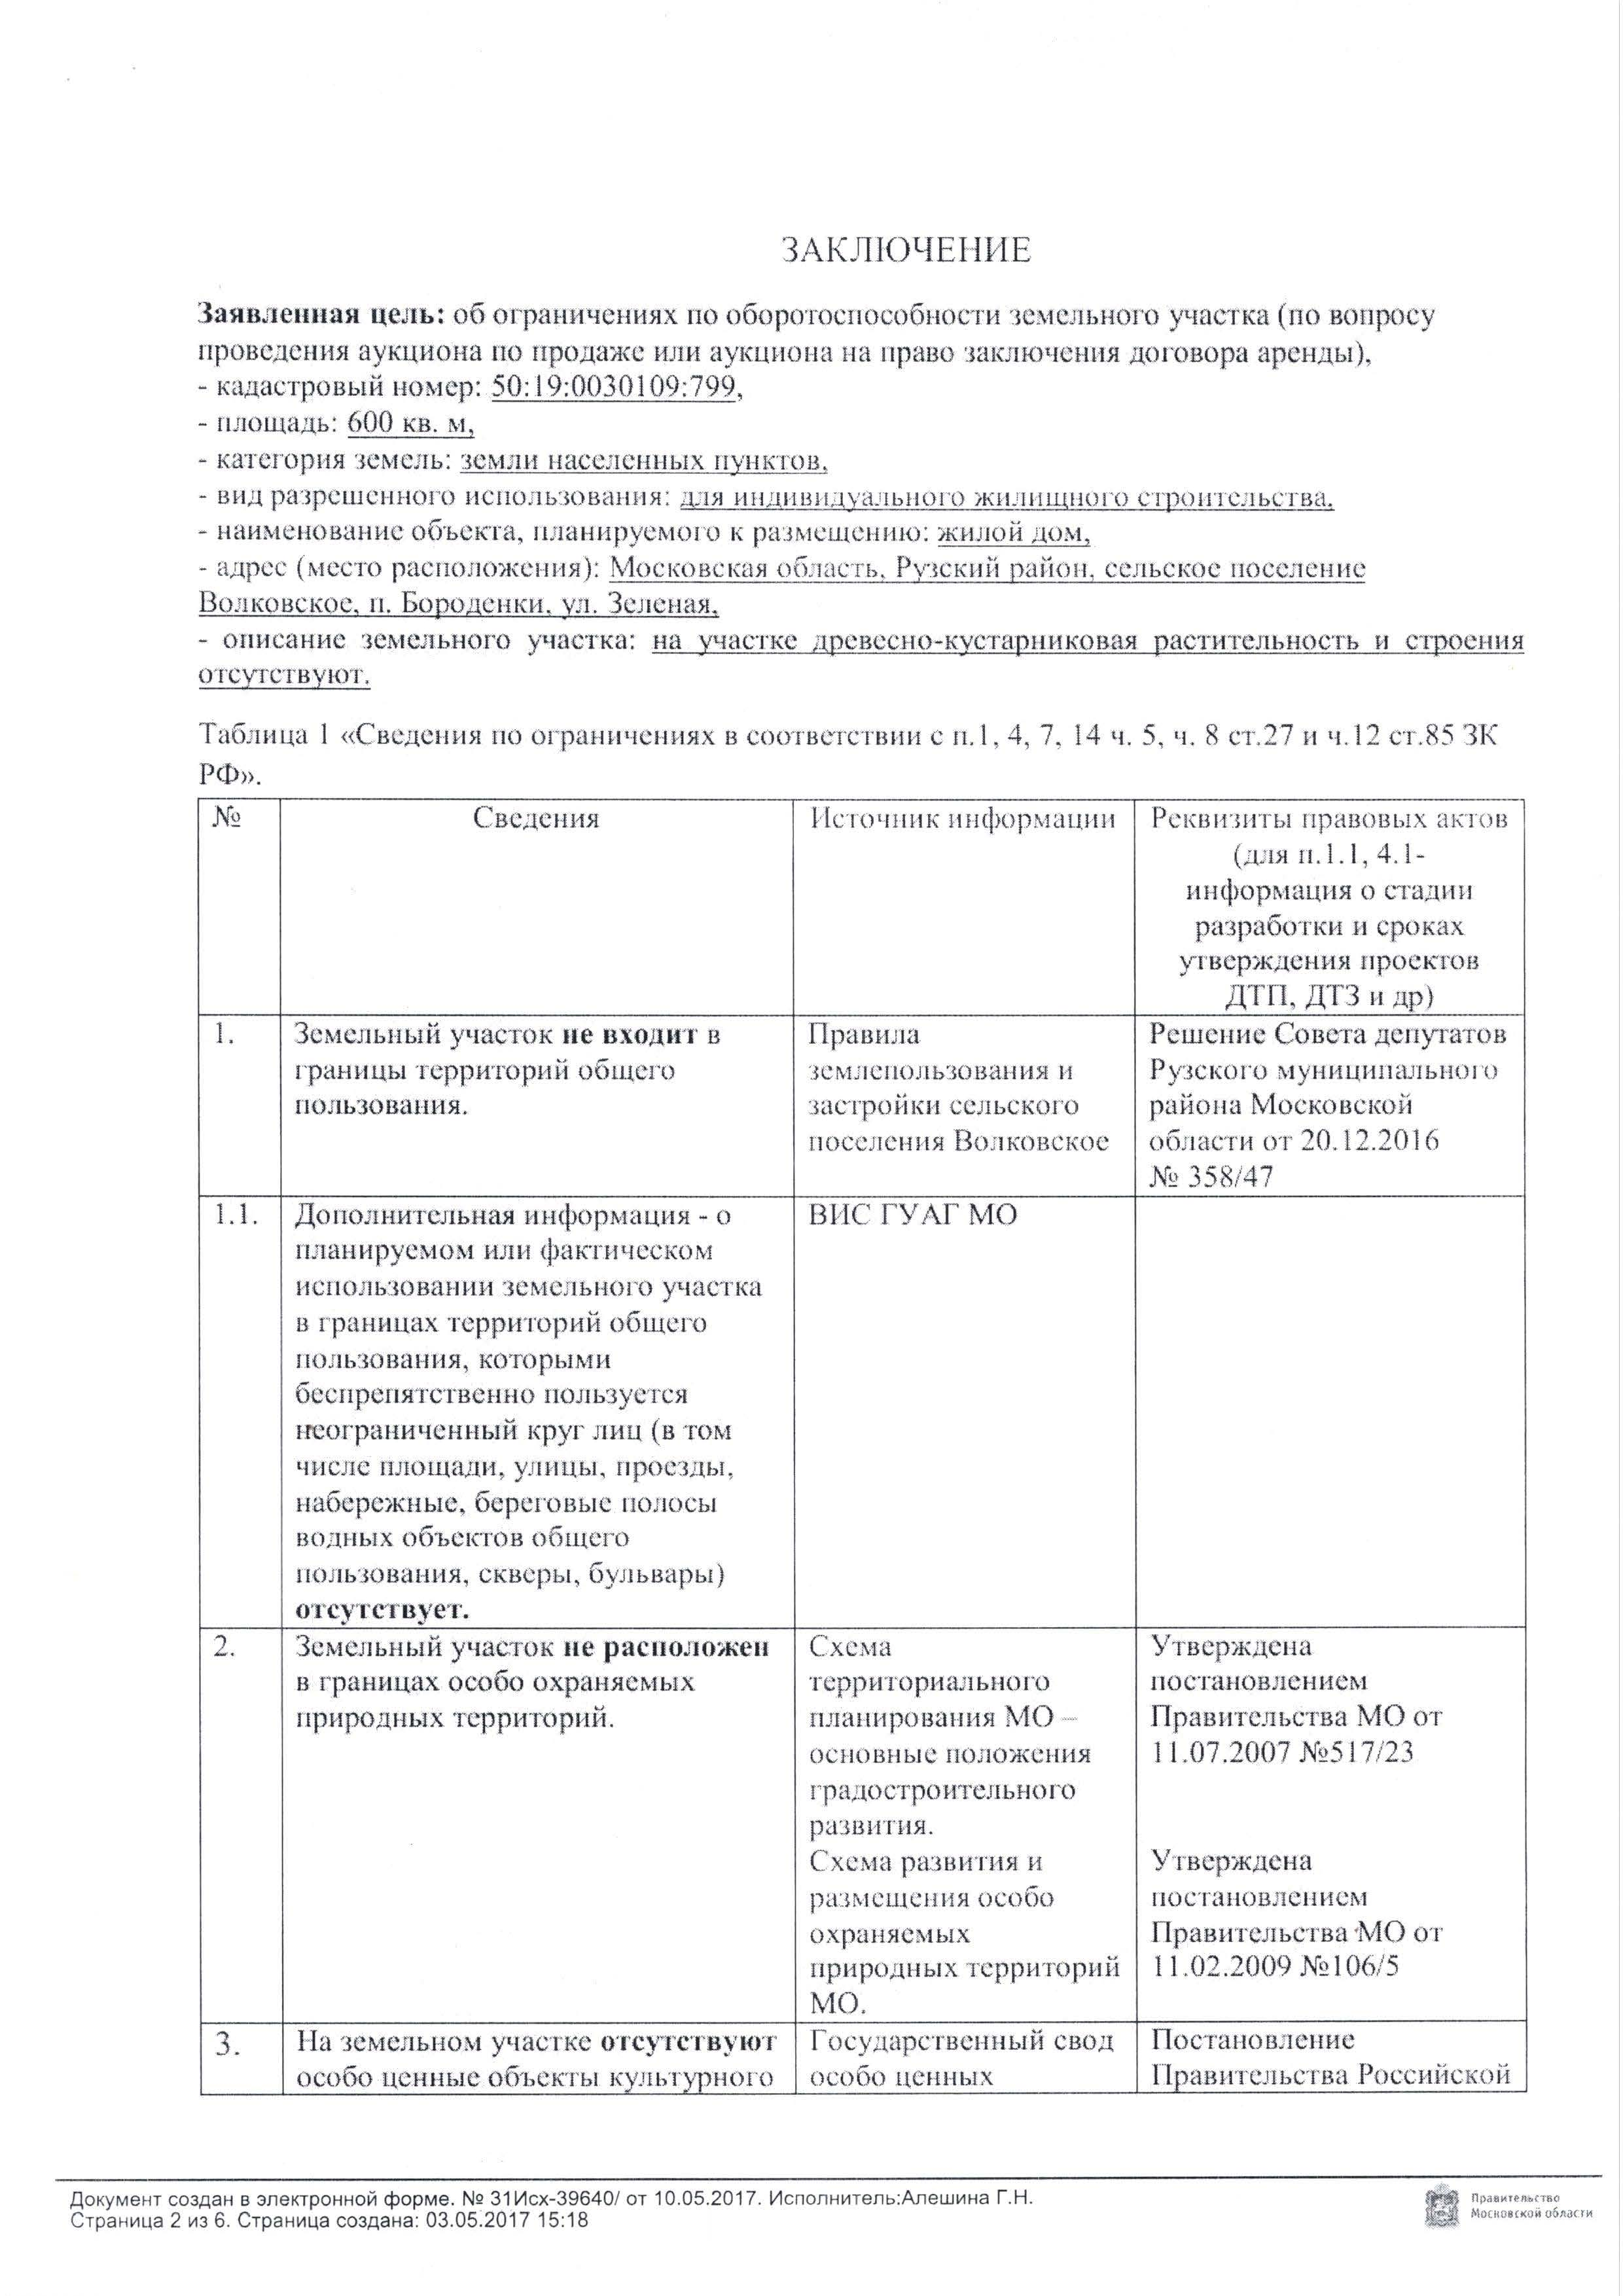 ЗАКЛЮЧЕНИЕ
Заявленная цель: об ограничениях по оборотоспособности земельного участка (по вопросу
проведения аукциона по продаже или аукциона на право заключения договора аренды),
- кадастровый номер: 50:19:0030109:799,
- площадь: 600 кв. м,
- категория земель: земли населенных пунктов,
- вид разрешенного использования: для индивидуального жилищного строительства,
- наименование объекта, планируемого к размещению: жилой дом,
- адрес (место расположения): Московская область, Рузский район, сельское поселение
Волковское, п. Бороденки, ул. Зеленая,
- описание земельного участка: на участке древесно-кустарниковая растительность и строения
отсутствуют.
Таблица 1 «Сведения по ограничениях в соответствии с п.1, 4, 7, 14 ч. 5, ч. 8 ст.27 и ч.12 ст.85 ЗК
РФ».
№
Сведения
Источник информации
Реквизиты правовых актов
(для п.1.1, 4.1-
информация о стадии
разработки и сроках
утверждения проектов
ДТП, ДТЗ и др)
1.
Земельный участок не входит в
границы территорий общего
пользования.
Правила
землепользования и
застройки сельского
поселения Волковское
Решение Совета депутатов
Рузского муниципального
района Московской
области от 20.12.2016
№ 358/47
1.1.
Дополнительная информация - о
планируемом или фактическом
использовании земельного участка
в границах территорий общего
пользования, которыми
беспрепятственно пользуется
неограниченный круг лиц (в том
числе площади, улицы, проезды,
набережные, береговые полосы
водных объектов общего
пользования, скверы, бульвары)
отсутствует.
ВИС ГУАГ МО
2.
Земельный участок не расположен
в границах особо охраняемых
природных территорий.
Схема
территориального
планирования МО –
основные положения
градостроительного
развития.
Схема развития и
размещения особо
охраняемых
природных территорий
МО.
Утверждена
постановлением
Правительства МО от
11.07.2007 №517/23
Утверждена
постановлением
Правительства МО от
11.02.2009 №106/5
3.
На земельном участке отсутствуют
особо ценные объекты культурного
Государственный свод
особо ценных
Постановление
Правительства Российской
Документ создан в электронной форме. № 31Исх-39640/ от 10.05.2017. Исполнитель:Алешина Г.Н.
Страница 2 из 6. Страница создана: 03.05.2017 15:18
Правительство
Московской области